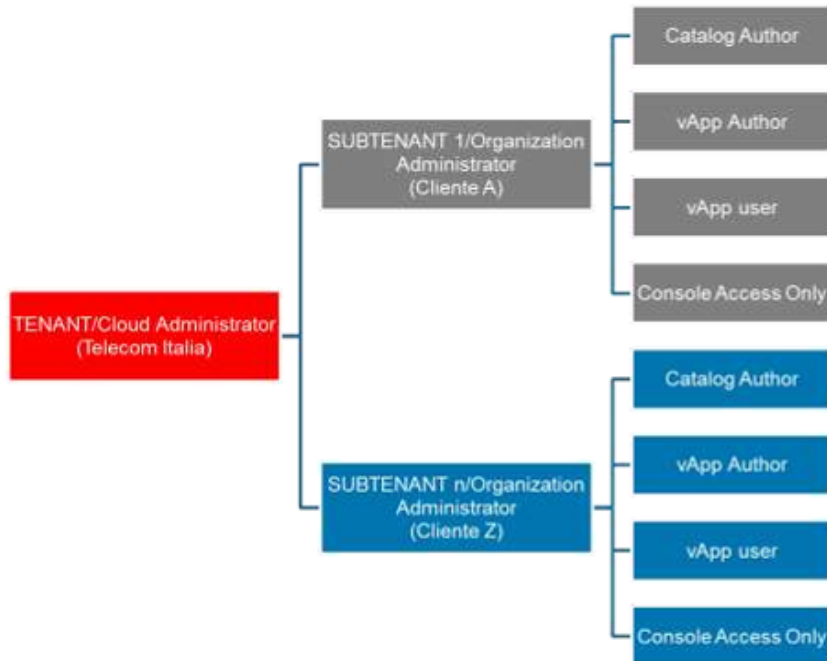 Catalog Author
vApp Author
SUBTENANT 1/Organization
Administrator
(Cliente A)
vApp user
Console Access Only
TENANT/Cloud Administrator
(Telecom Italia)
Catalog Author
vApp Author
SUBTENANT n/Organization
Administrator
(Cliente Z)
vApp user
Console Access Only